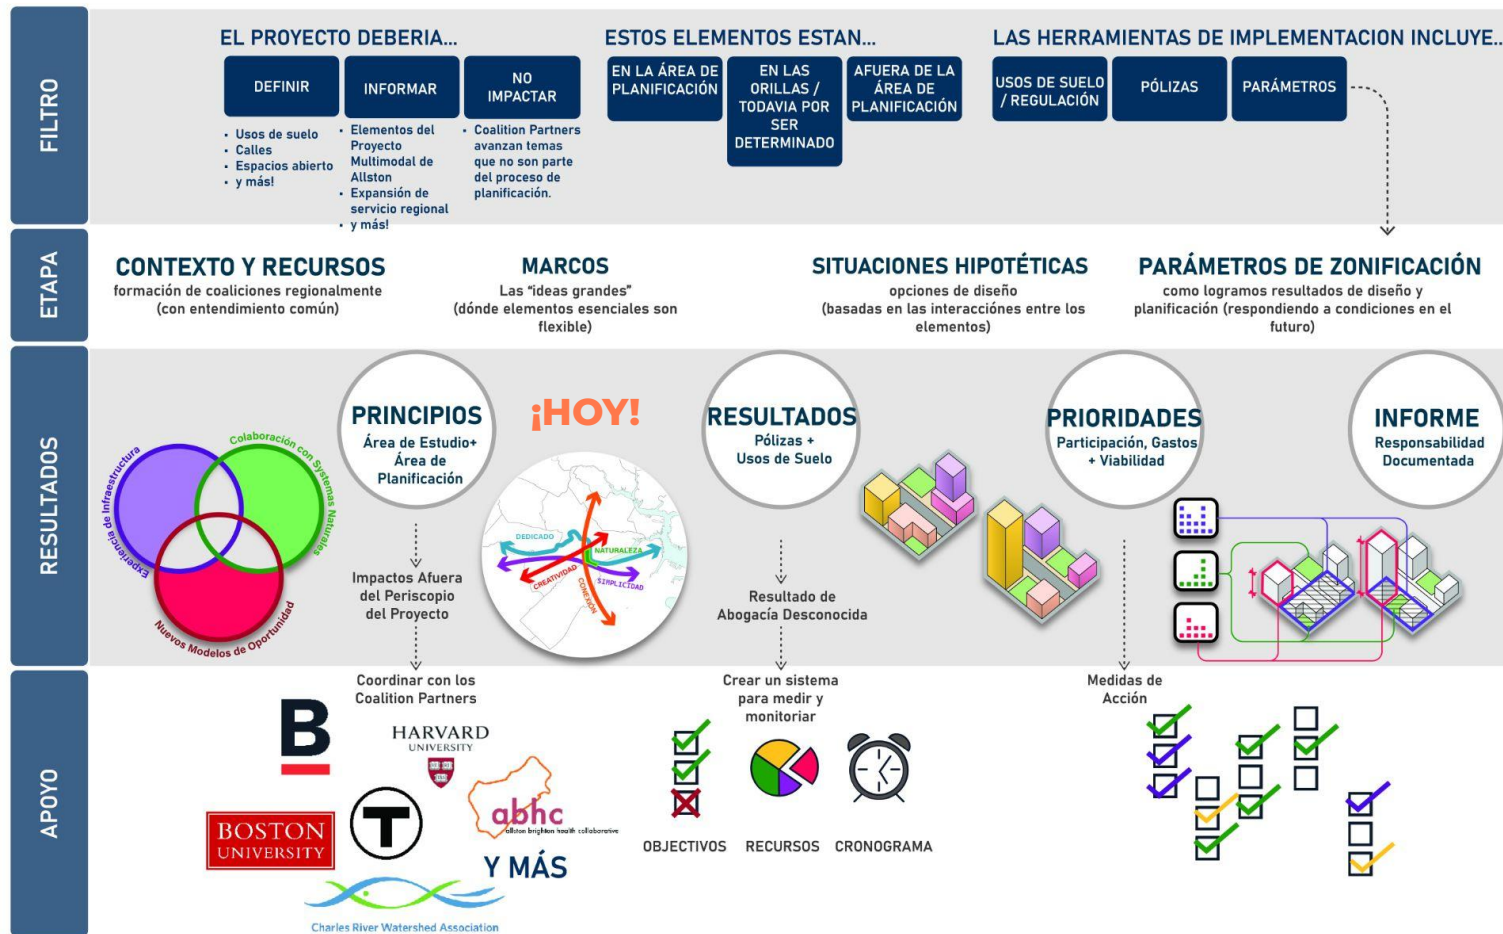 FILTRO
EL PROYECTO DEBERIA...
DEFINIR
• Usos de suelo
• Calles
• Espacios abierto
• y más!
INFORMAR
• Elementos del
Proyecto
Multimodal de
Allston
• Expansión de
servicio regional
• y más!
NO
IMPACTAR
• Coalition Partners
avanzan temas
que no son parte
del proceso de
planificación.
ESTOS ELEMENTOS ESTAN...
EN LA ÁREA DE
PLANIFICACIÓN
EN LAS
ORILLAS /
TODAVIA POR
SER
DETERMINADO
AFUERA DE LA
ÁREA DE
PLANIFICACIÓN
LAS HERRAMIENTAS DE IMPLEMENTACION INCLUYE...
USOS DE SUELO
/ REGULACIÓN
PÓLIZAS
PARÁMETROS
ETAPA
CONTEXTO Y RECURSOS
formación de coaliciones regionalmente
(con entendimiento común)
MARCOS
Las "ideas grandes"
(dónde elementos esenciales son
flexible)
SITUACIONES HIPOTÉTICAS
opciones de diseño
(basadas en las interacciónes entre los
elementos)
PARÁMETROS DE ZONIFICACIÓN
como logramos resultados de diseño y
planificación (respondiendo a condiciones en el
futuro)
RESULTADOS
Experiencia de Infraestructura
Colaboración con Systemas Naturales
Nuevos Modelos de Oportunidad
PRINCIPIOS
Área de Estudio+
Área de
Planificación
Impactos Afuera
del Periscopio
del Proyecto
¡HOY!
DEDICADO
NATURALEZA
CREATIVIDAD
SIMPLICIDAD
CONEXIÓN
RESULTADOS
Pólizas +
Usos de Suelo
Resultado de
Abogacía Desconocida
PRIORIDADES
Participación, Gastos
+ Viabilidad
INFORME
Responsabilidad
Documentada
APOYO
Coordinar con los
Coalition Partners
B
HARVARD
UNIVERSITY
BOSTON
UNIVERSITY
T
abhc
allston brighton health collaborative
Y MÁS
Charles River Watershed Association
Crear un sistema
para medir y
monitoriar
OBJECTIVOS
RECURSOS
CRONOGRAMA
Medidas de
Acción